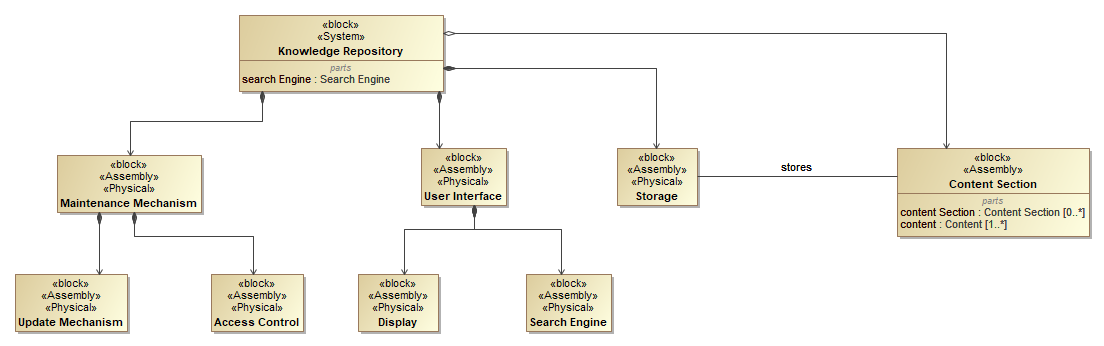 «block»
«System»
Knowledge Repository
parts
search Engine : Search Engine
«block»
«Assembly»
«Physical»
Maintenance Mechanism
«block»
«Assembly»
«Physical»
User Interface
«block»
«Assembly»
«Physical»
Storage
stores
«block»
«Assembly»
Content Section
parts
content Section : Content Section [0..*]
content : Content [1..*]
«block»
«Assembly»
«Physical»
Update Mechanism
«block»
«Assembly»
«Physical»
Access Control
«block»
«Assembly»
«Physical»
Display
«block»
«Assembly»
«Physical»
Search Engine